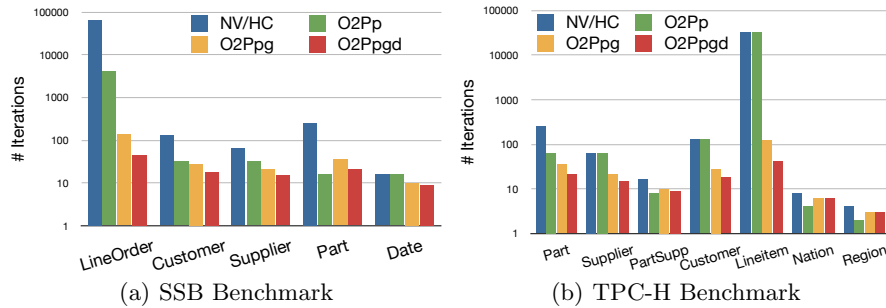 100000
10000
1000
100
10
1
# Iterations
NV/HC
O2Pp
O2Ppg
O2Ppgd
LineOrder
Customer
Supplier
Part
Date
(a) SSB Benchmark
100000
10000
1000
100
10
1
# Iterations
NV/HC
O2Pp
O2Ppg
O2Ppgd
Part
Supplier
PartSupp
Customer
Lineitem
Nation
Region
(b) TPC-H Benchmark